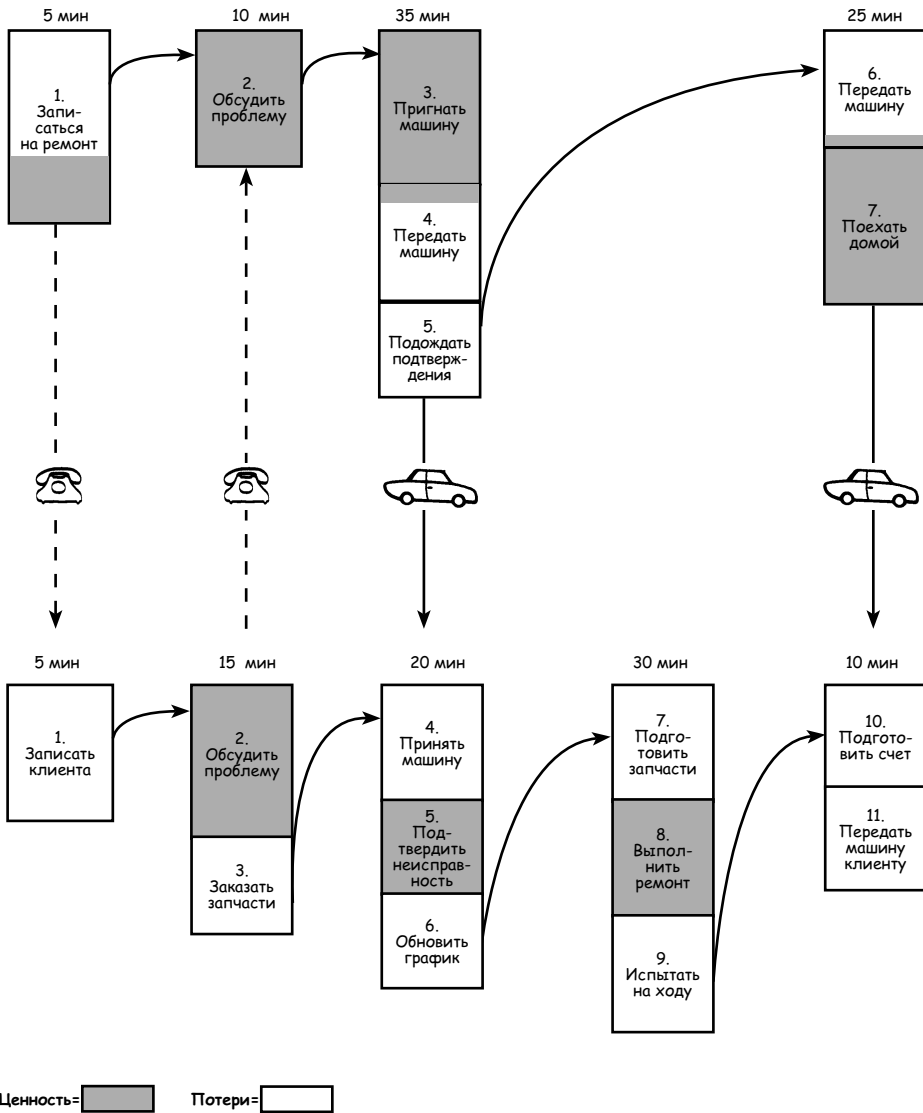 5 мин
10 мин
35 мин
25 мин
1.
Запи-
саться
на ремонт
2.
Обсудить
проблему
3.
Пригнать
машину
4.
Передать
машину
5.
Подождать
подтверж-
дения
6.
Передать
машину
7.
Поехать
домой
5 мин
15 мин
20 мин
30 мин
10 мин
1.
Записать
клиента
2.
Обсудить
проблему
3.
Заказать
запчасти
4.
Принять
машину
5.
Под-
твердить
неисправ-
ность
6.
Обновить
график
7.
Подго-
товить
запчасти
8.
Выпол-
нить
ремонт
9.
Испытать
на ходу
10.
Подгото-
вить счет
11.
Передать
машину
клиенту
Ценность= Потери=